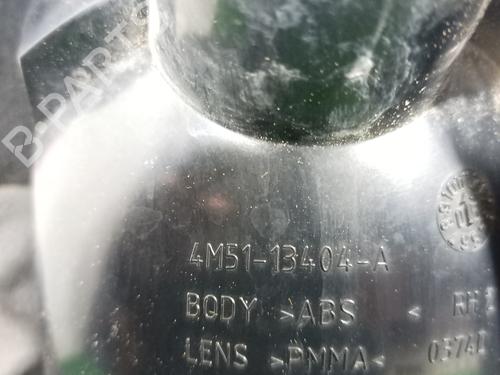 B-PARTS
4M51-13404-A
BODY >ABS <
LENS >PMMA<